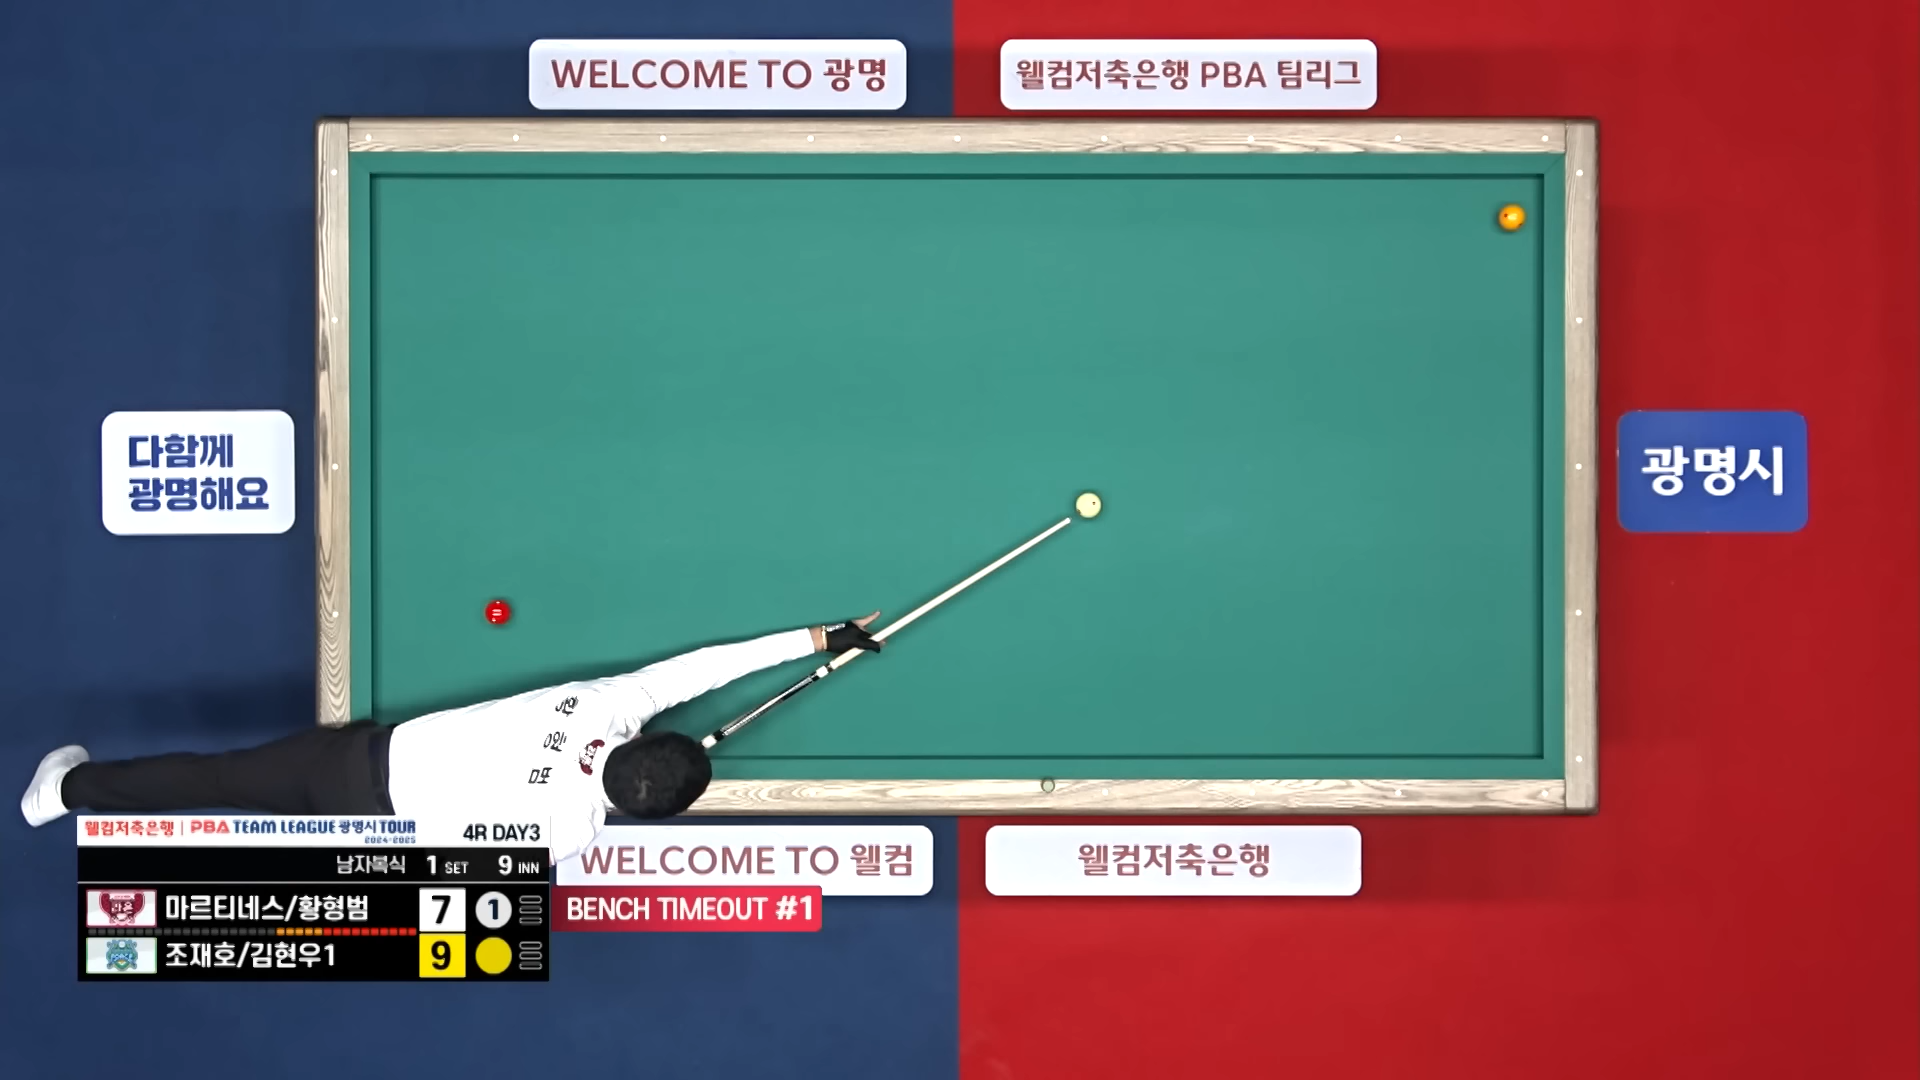 WELCOME TO 광명
웰컴저축은행 PBA 팀리그
다함께
광명해요
광명시
WELCOME TO 웰컴
웰컴저축은행
웰컴저축은행 | PBA TEAM LEAGUE 광명시 TOUR
2024-2025
4R DAY3
남자복식 1 SET 9 INN
마르티네스/황형범 7 1
조재호/김현우1 9
BENCH TIMEOUT #1